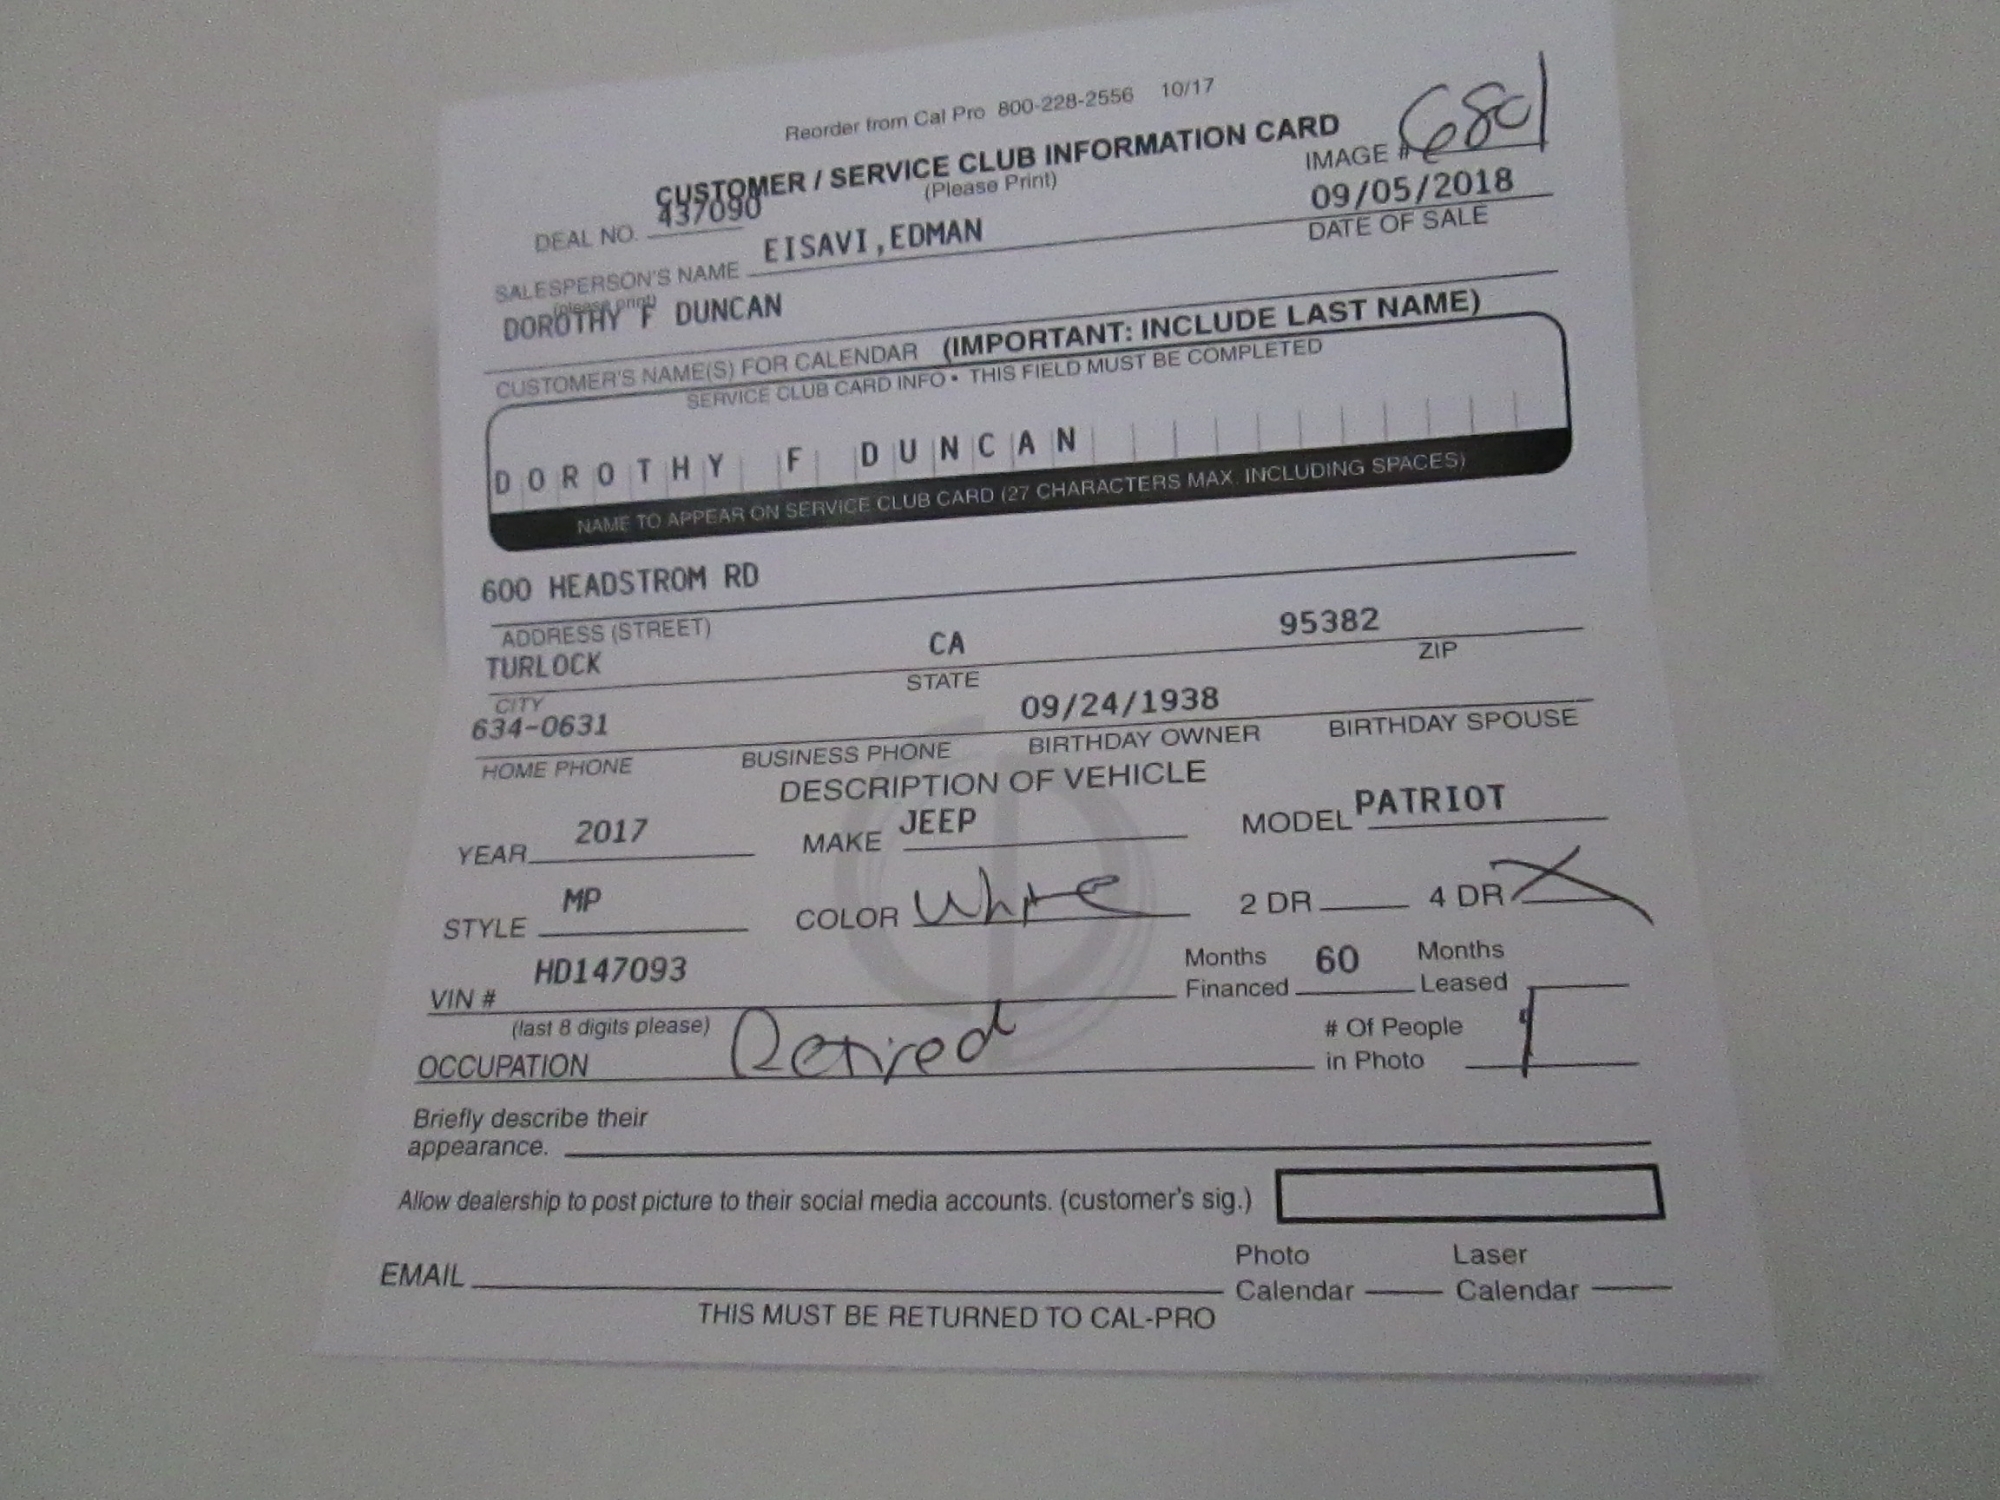 Reorder from Cal Pro 800-228-2556 10/17
CUSTOMER / SERVICE CLUB INFORMATION CARD
(Please Print)
IMAGE # 6801
DEAL NO. 437090
09/05/2018
DATE OF SALE
SALESPERSON'S NAME EISAVI,EDMAN
(please print)
DOROTHY F DUNCAN
CUSTOMER'S NAME(S) FOR CALENDAR (IMPORTANT: INCLUDE LAST NAME)
SERVICE CLUB CARD INFO • THIS FIELD MUST BE COMPLETED
DOROTHY F DUNCAN
NAME TO APPEAR ON SERVICE CLUB CARD (27 CHARACTERS MAX. INCLUDING SPACES)
600 HEADSTROM RD
ADDRESS (STREET)
TURLOCK CA 95382
CITY STATE ZIP
634-0631 09/24/1938
HOME PHONE BUSINESS PHONE BIRTHDAY OWNER BIRTHDAY SPOUSE
DESCRIPTION OF VEHICLE
YEAR 2017 MAKE JEEP MODEL PATRIOT
STYLE MP COLOR White 2 DR 4 DR X
VIN # HD147093 Months Financed 60 Months Leased
(last 8 digits please)
OCCUPATION Retired # Of People in Photo 1
Briefly describe their
appearance.
Allow dealership to post picture to their social media accounts. (customer's sig.)
EMAIL Photo Calendar Laser Calendar
THIS MUST BE RETURNED TO CAL-PRO